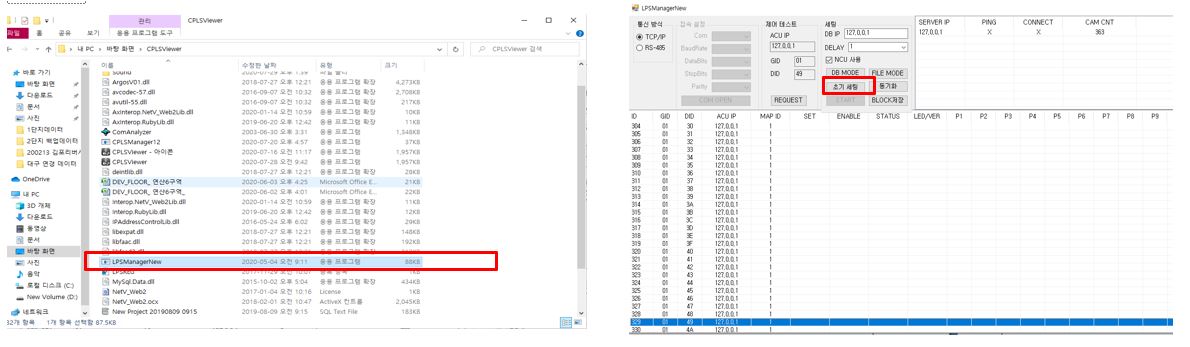 관리
CPLSViewer
파일
홈
공유
보기
응용 프로그램 도구
내 PC > 바탕 화면 > CPLSViewer
CPLSViewer 검색
이름
수정한 날짜
유형
크기
바로 가기
바탕 화면
다운로드
문서
사진
1단지데이터
2단지 백업데이터
200213 김포리버시
대구 연경 데이터
OneDrive
내 PC
3D 개체
다운로드
동영상
문서
바탕 화면
사진
음악
로컬 디스크 (C:)
New Volume (D:)
네트워크
sound
ArgosV01.dll 2018-07-27 오후 12:21 응용 프로그램 확장 4,273KB
avcodec-57.dll 2016-09-07 오전 10:32 응용 프로그램 확장 2,708KB
avutil-55.dll 2016-09-07 오전 10:32 응용 프로그램 확장 217KB
AxInterop.NetV_Web2Lib.dll 2020-01-14 오전 10:59 응용 프로그램 확장 10KB
AxInterop.RubyLib.dll 2019-06-20 오후 12:42 응용 프로그램 확장 11KB
ComAnalyzer 2003-06-30 오후 3:31 응용 프로그램 1,348KB
CPLSManager12 응용 프로그램 37KB
CPLSViewer - 아이콘 2020-07-16 오전 11:17 응용 프로그램 1,957KB
CPLSViewer 2020-07-28 오전 9:42 응용 프로그램 1,957KB
deintlib.dll 2018-07-27 오후 12:21 응용 프로그램 확장 28KB
DEV_FLOOR_ 연산6구역 2020-06-03 오후 4:25 Microsoft Office E... 21KB
DEV_FLOOR_ 연산6구역_ 2020-06-02 오후 4:01 Microsoft Office E... 22KB
Interop.NetV_Web2Lib.dll 2020-01-14 오전 10:59 응용 프로그램 확장 11KB
Interop.RubyLib.dll 2019-06-20 오후 12:42 응용 프로그램 확장 12KB
IPAddressControlLib.dll 2016-05-24 오후 6:02 응용 프로그램 확장 29KB
libexpat.dll 2018-07-27 오후 12:21 응용 프로그램 확장 148KB
libfaac.dll 2018-07-27 오후 12:21 응용 프로그램 확장 192KB
LPSManagerNew 2020-05-04 오전 9:11 응용 프로그램 88KB
MySql.Data.dll 2015-10-02 오후 5:04 응용 프로그램 확장 434KB
NetV_Web2 2017-01-04 오후 2:16 License 1KB
NetV_Web2.ocx 2018-02-01 오전 10:47 ActiveX 컨트롤 2,045KB
New Project 20190809 0915 2019-08-09 오전 9:15 SQL Text File 183KB
32개 항목
1개 항목 선택함 87.5KB
LPSManagerNew
통신 방식
TCP/IP
RS-485
접속 설정
Com
BaudRate
DataBits
StopBits
Parity
COM OPEN
제어 테스트
ACU IP
127,0,0,1
GID 01
DID 49
REQUEST
세팅
DB IP 127,0,0,1
DELAY 1
NCU 사용
DB MODE
FILE MODE
초기 세팅
동기화
START
BLOCK저장
SERVER IP PING CONNECT CAM CNT
127,0,0,1 X X 363
ID GID DID ACU IP MAP ID SET ENABLE STATUS LED/VER P1 P2 P3 P4 P5 P6 P7 P8 P9
304 01 30 127,0,0,1 1
305 01 31 127,0,0,1 1
306 01 32 127,0,0,1 1
307 01 33 127,0,0,1 1
308 01 34 127,0,0,1 1
309 01 35 127,0,0,1 1
310 01 36 127,0,0,1 1
311 01 37 127,0,0,1 1
312 01 38 127,0,0,1 1
313 01 39 127,0,0,1 1
314 01 3A 127,0,0,1 1
315 01 3B 127,0,0,1 1
316 01 3C 127,0,0,1 1
317 01 3D 127,0,0,1 1
318 01 3E 127,0,0,1 1
319 01 3F 127,0,0,1 1
320 01 40 127,0,0,1 1
321 01 41 127,0,0,1 1
322 01 42 127,0,0,1 1
323 01 43 127,0,0,1 1
324 01 44 127,0,0,1 1
325 01 45 127,0,0,1 1
326 01 46 127,0,0,1 1
327 01 47 127,0,0,1 1
328 01 48 127,0,0,1 1
329 01 49 127,0,0,1 1
330 01 4A 127,0,0,1 1